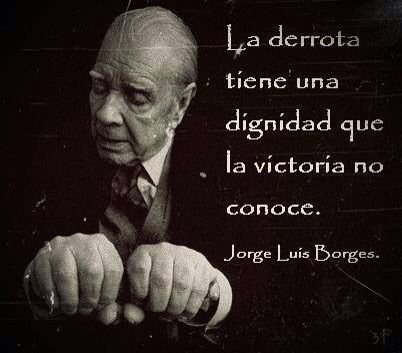 La derrota
tiene una
dignidad que
la victoria no
conoce.
Jorge Luis Borges.